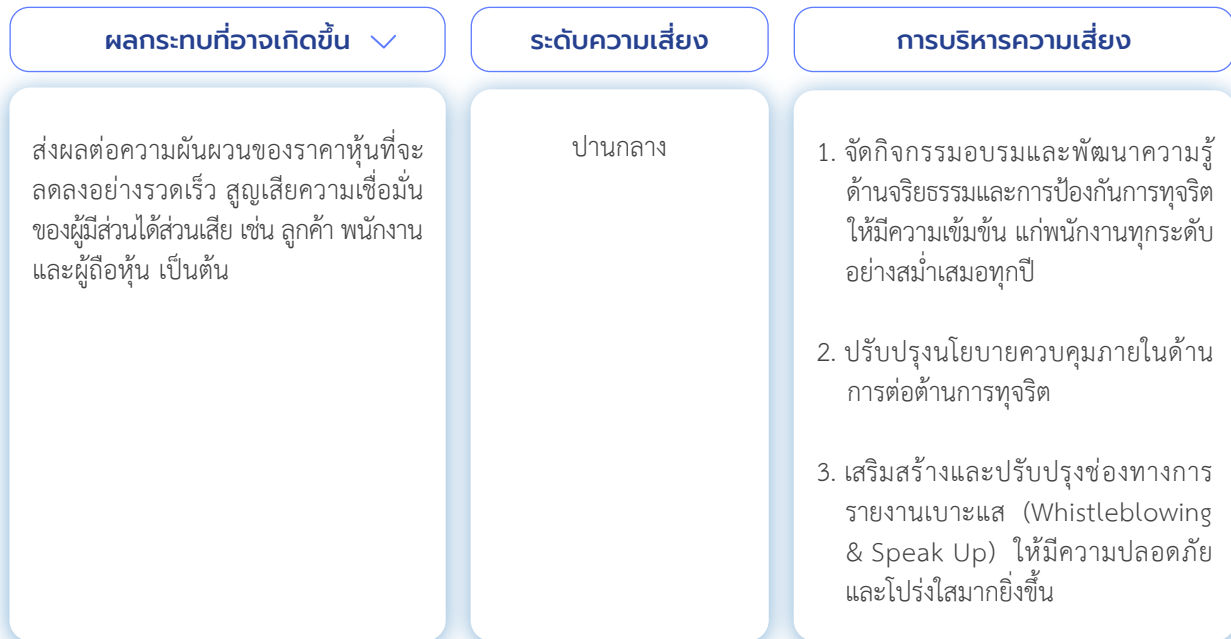 ผลกระทบที่อาจเกิดขึ้น
ระดับความเสี่ยง
การบริหารความเสี่ยง
ส่งผลต่อความผันผวนของราคาหุ้นที่จะ
ลดลงอย่างรวดเร็ว สูญเสียความเชื่อมั่น
ของผู้มีส่วนได้ส่วนเสีย เช่น ลูกค้า พนักงาน
และผู้ถือหุ้น เป็นต้น
ปานกลาง
1. จัดกิจกรรมอบรมและพัฒนาความรู้
ด้านจริยธรรมและการป้องกันการทุจริต
ให้มีความเข้มข้น แก่พนักงานทุกระดับ
อย่างสม่ำเสมอทุกปี
2. ปรับปรุงนโยบายควบคุมภายในด้าน
การต่อต้านการทุจริต
3. เสริมสร้างและปรับปรุงช่องทางการ
รายงานเบาะแส (Whistleblowing
& Speak Up) ให้มีความปลอดภัย
และโปร่งใสมากยิ่งขึ้น